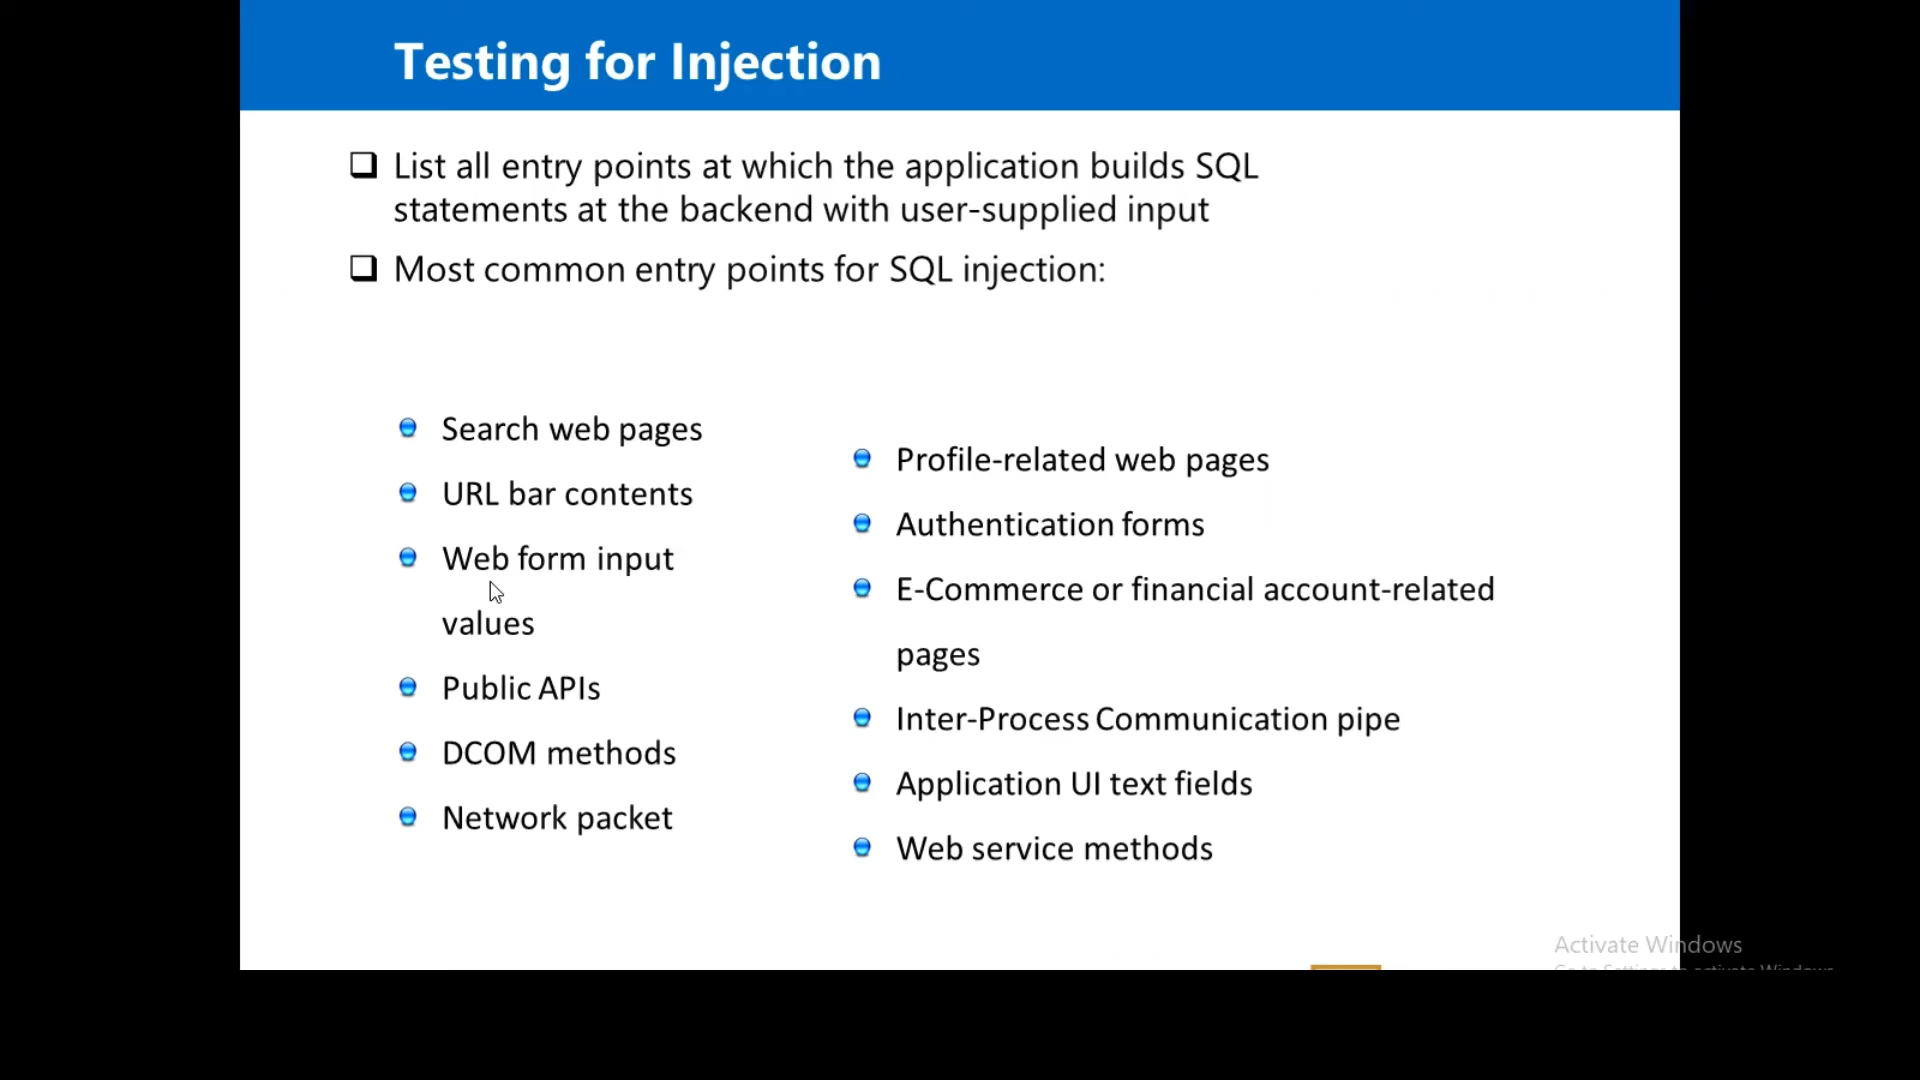 Testing for Injection
List all entry points at which the application builds SQL
statements at the backend with user-supplied input
Most common entry points for SQL injection:
Search web pages
URL bar contents
Web form input
values
Public APIs
DCOM methods
Network packet
Profile-related web pages
Authentication forms
E-Commerce or financial account-related
pages
Inter-Process Communication pipe
Application UI text fields
Web service methods
Activate Windows